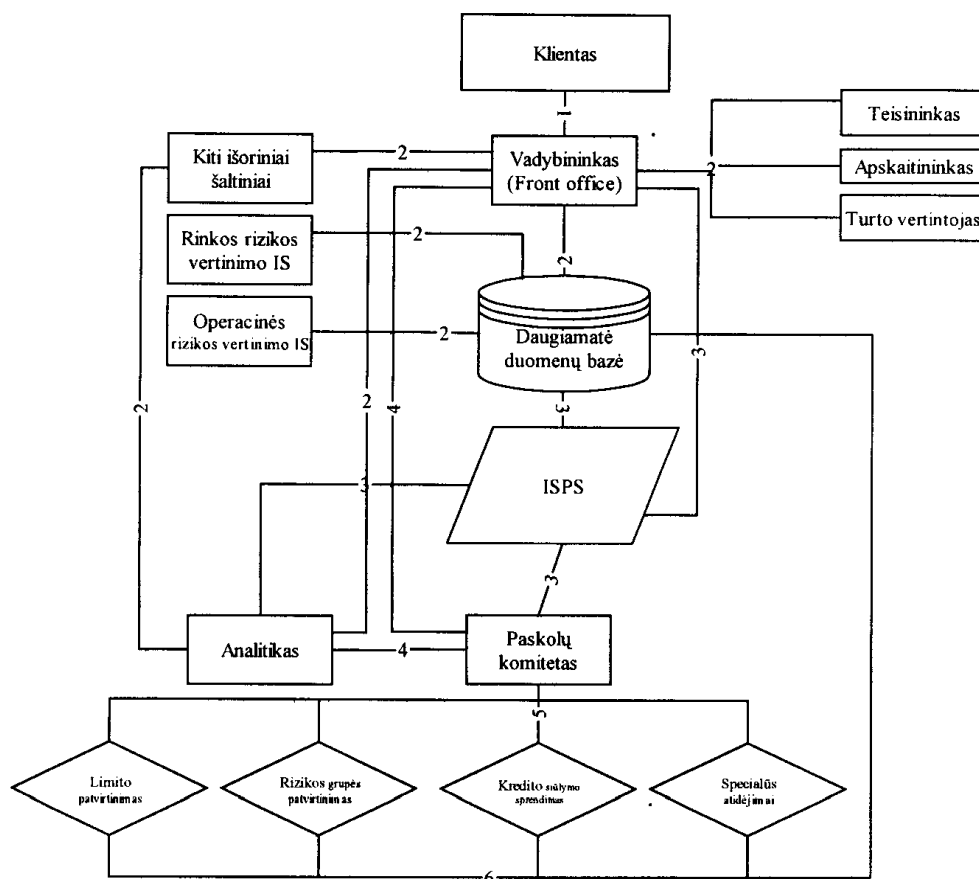 Klientas
1
Teisininkas
Kiti išoriniai
šaltiniai
2
Vadybininkas
(Front office)
2
Apskaitininkas
2
Turto vertintojas
Rinkos rizikos
vertinimo IS
2
2
Operacinės
rizikos vertinimo IS
2
Daugiamatė
duomenų bazė
3
2
2
4
3
ISPS
3
3
Analitikas
4
Paskolų
komitetas
5
Limito
patvirtinimas
Rizikos grupės
patvirtinimas
Kredito siūlymo
sprendimas
Specialūs
atidėjimai
6